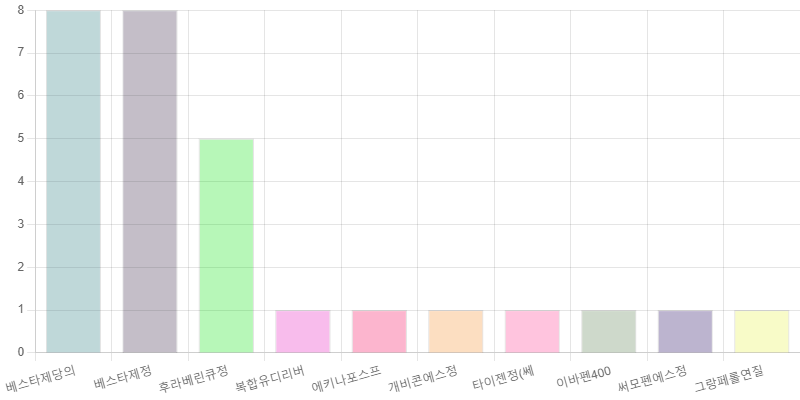 8
7
6
5
4
3
2
1
0
베스타제당의
베스타제정
후라베린큐정
복합유디리버
에키나포스프
개비콘에스정
타이젠정(쎄
이바펜400
써모펜에스정
그랑페롤연질